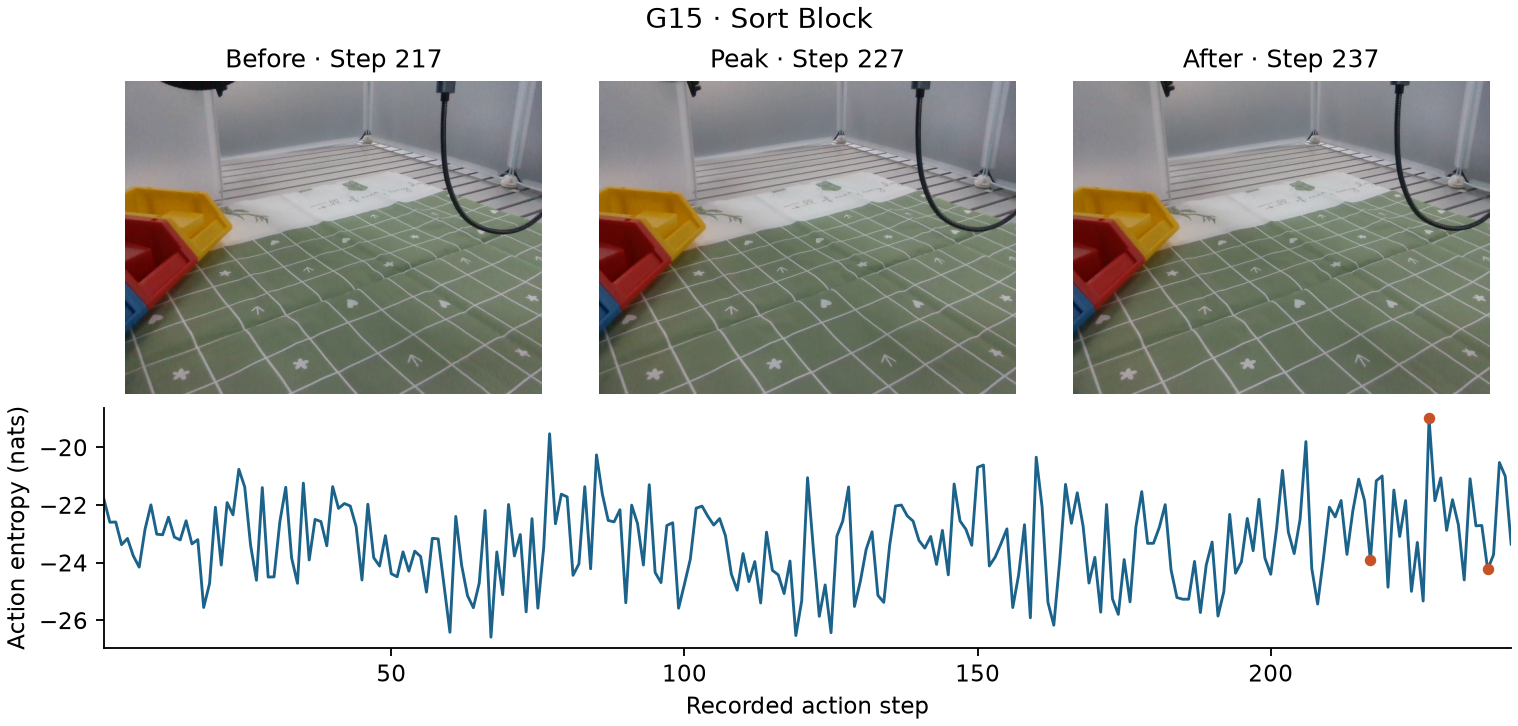 G15 · Sort Block
Before · Step 217
Peak · Step 227
After · Step 237
Action entropy (nats)
−20
−22
−24
−26
50
100
150
200
Recorded action step